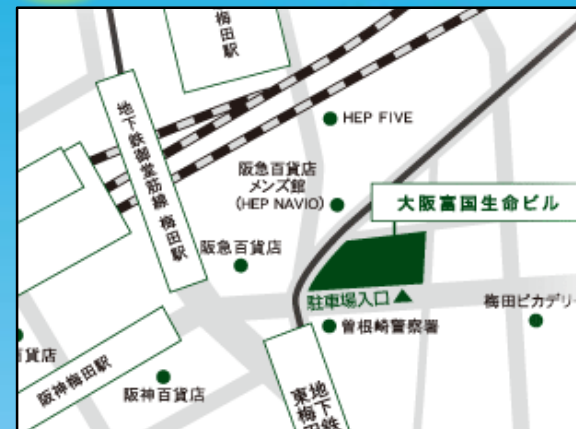 梅田駅
地下鉄御堂筋線 梅田駅
HEP FIVE
阪急百貨店
メンズ館
(HEP NAVIO)
大阪富国生命ビル
阪急百貨店
駐車場入口▲
梅田ピカデリー
曽根崎警察署
百貨店
阪神梅田駅
阪神百貨店
地下鉄
東梅田